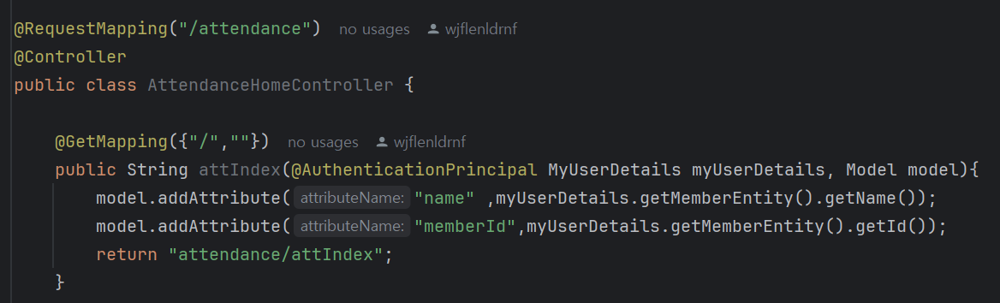 @RequestMapping("/attendance") no usages wjflenldrnf
@Controller
public class AttendanceHomeController {
@GetMapping({"/",""}) no usages wjflenldrnf
public String attIndex(@AuthenticationPrincipal MyUserDetails myUserDetails, Model model){
model.addAttribute( attributeName: "name" ,myUserDetails.getMemberEntity().getName());
model.addAttribute( attributeName: "memberId",myUserDetails.getMemberEntity().getId());
return "attendance/attIndex";
}